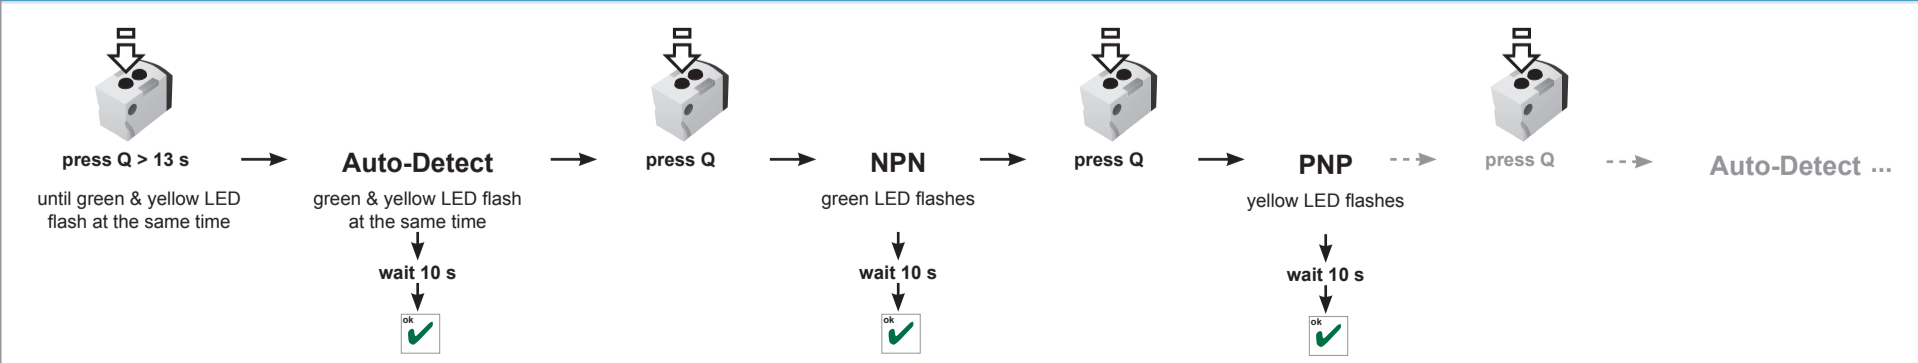 press Q > 13 s
until green & yellow LED
flash at the same time
Auto-Detect
green & yellow LED flash
at the same time
wait 10 s
ok
press Q
NPN
green LED flashes
wait 10 s
ok
press Q
PNP
yellow LED flashes
wait 10 s
ok
press Q
Auto-Detect ...